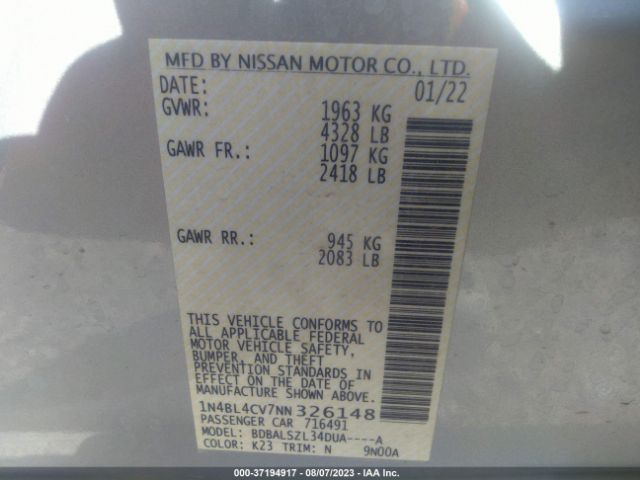 MFD BY NISSAN MOTOR CO., LTD.
DATE: 01/22
GVWR: 1963 KG
4328 LB
GAWR FR.: 1097 KG
2418 LB
GAWR RR.: 945 KG
2083 LB
THIS VEHICLE CONFORMS TO
ALL APPLICABLE FEDERAL
MOTOR VEHICLE SAFETY,
BUMPER, AND THEFT
PREVENTION STANDARDS IN
EFFECT ON THE DATE OF
MANUFACTURE SHOWN ABOVE.
1N4BL4CV7NN326148
PASSENGER CAR 716491
MODEL: BDBALSZL34DUA----A
COLOR: K23 TRIM: N 9N00A
000-37194917 - 08/07/2023 - IAA Inc.